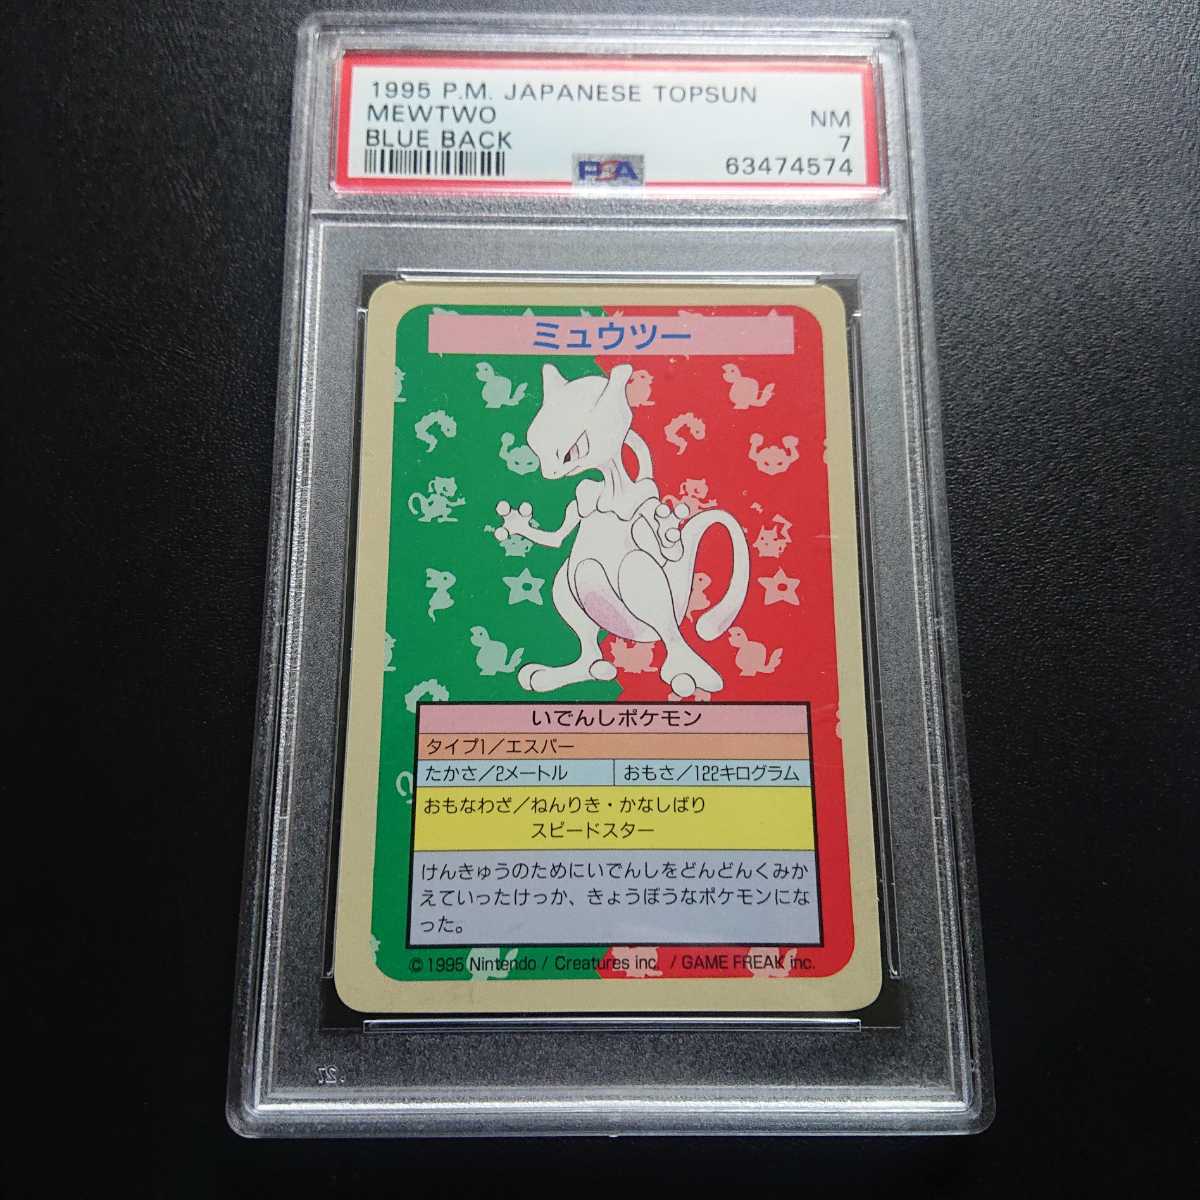 1995 P.M. JAPANESE TOPSUN
MEWTWO
NM
BLUE BACK
7
PSA
63474574
ミュウツー
いでんしポケモン
タイプ1／エスパー
たかさ／2メートル
おもさ／122キログラム
おもなわざ／ねんりき・かなしばり
スピードスター
けんきゅうのためにいでんしをどんどんくみか
えていったけっか、きょうぼうなポケモンにな
った。
©1995 Nintendo / Creatures inc. / GAME FREAK inc.